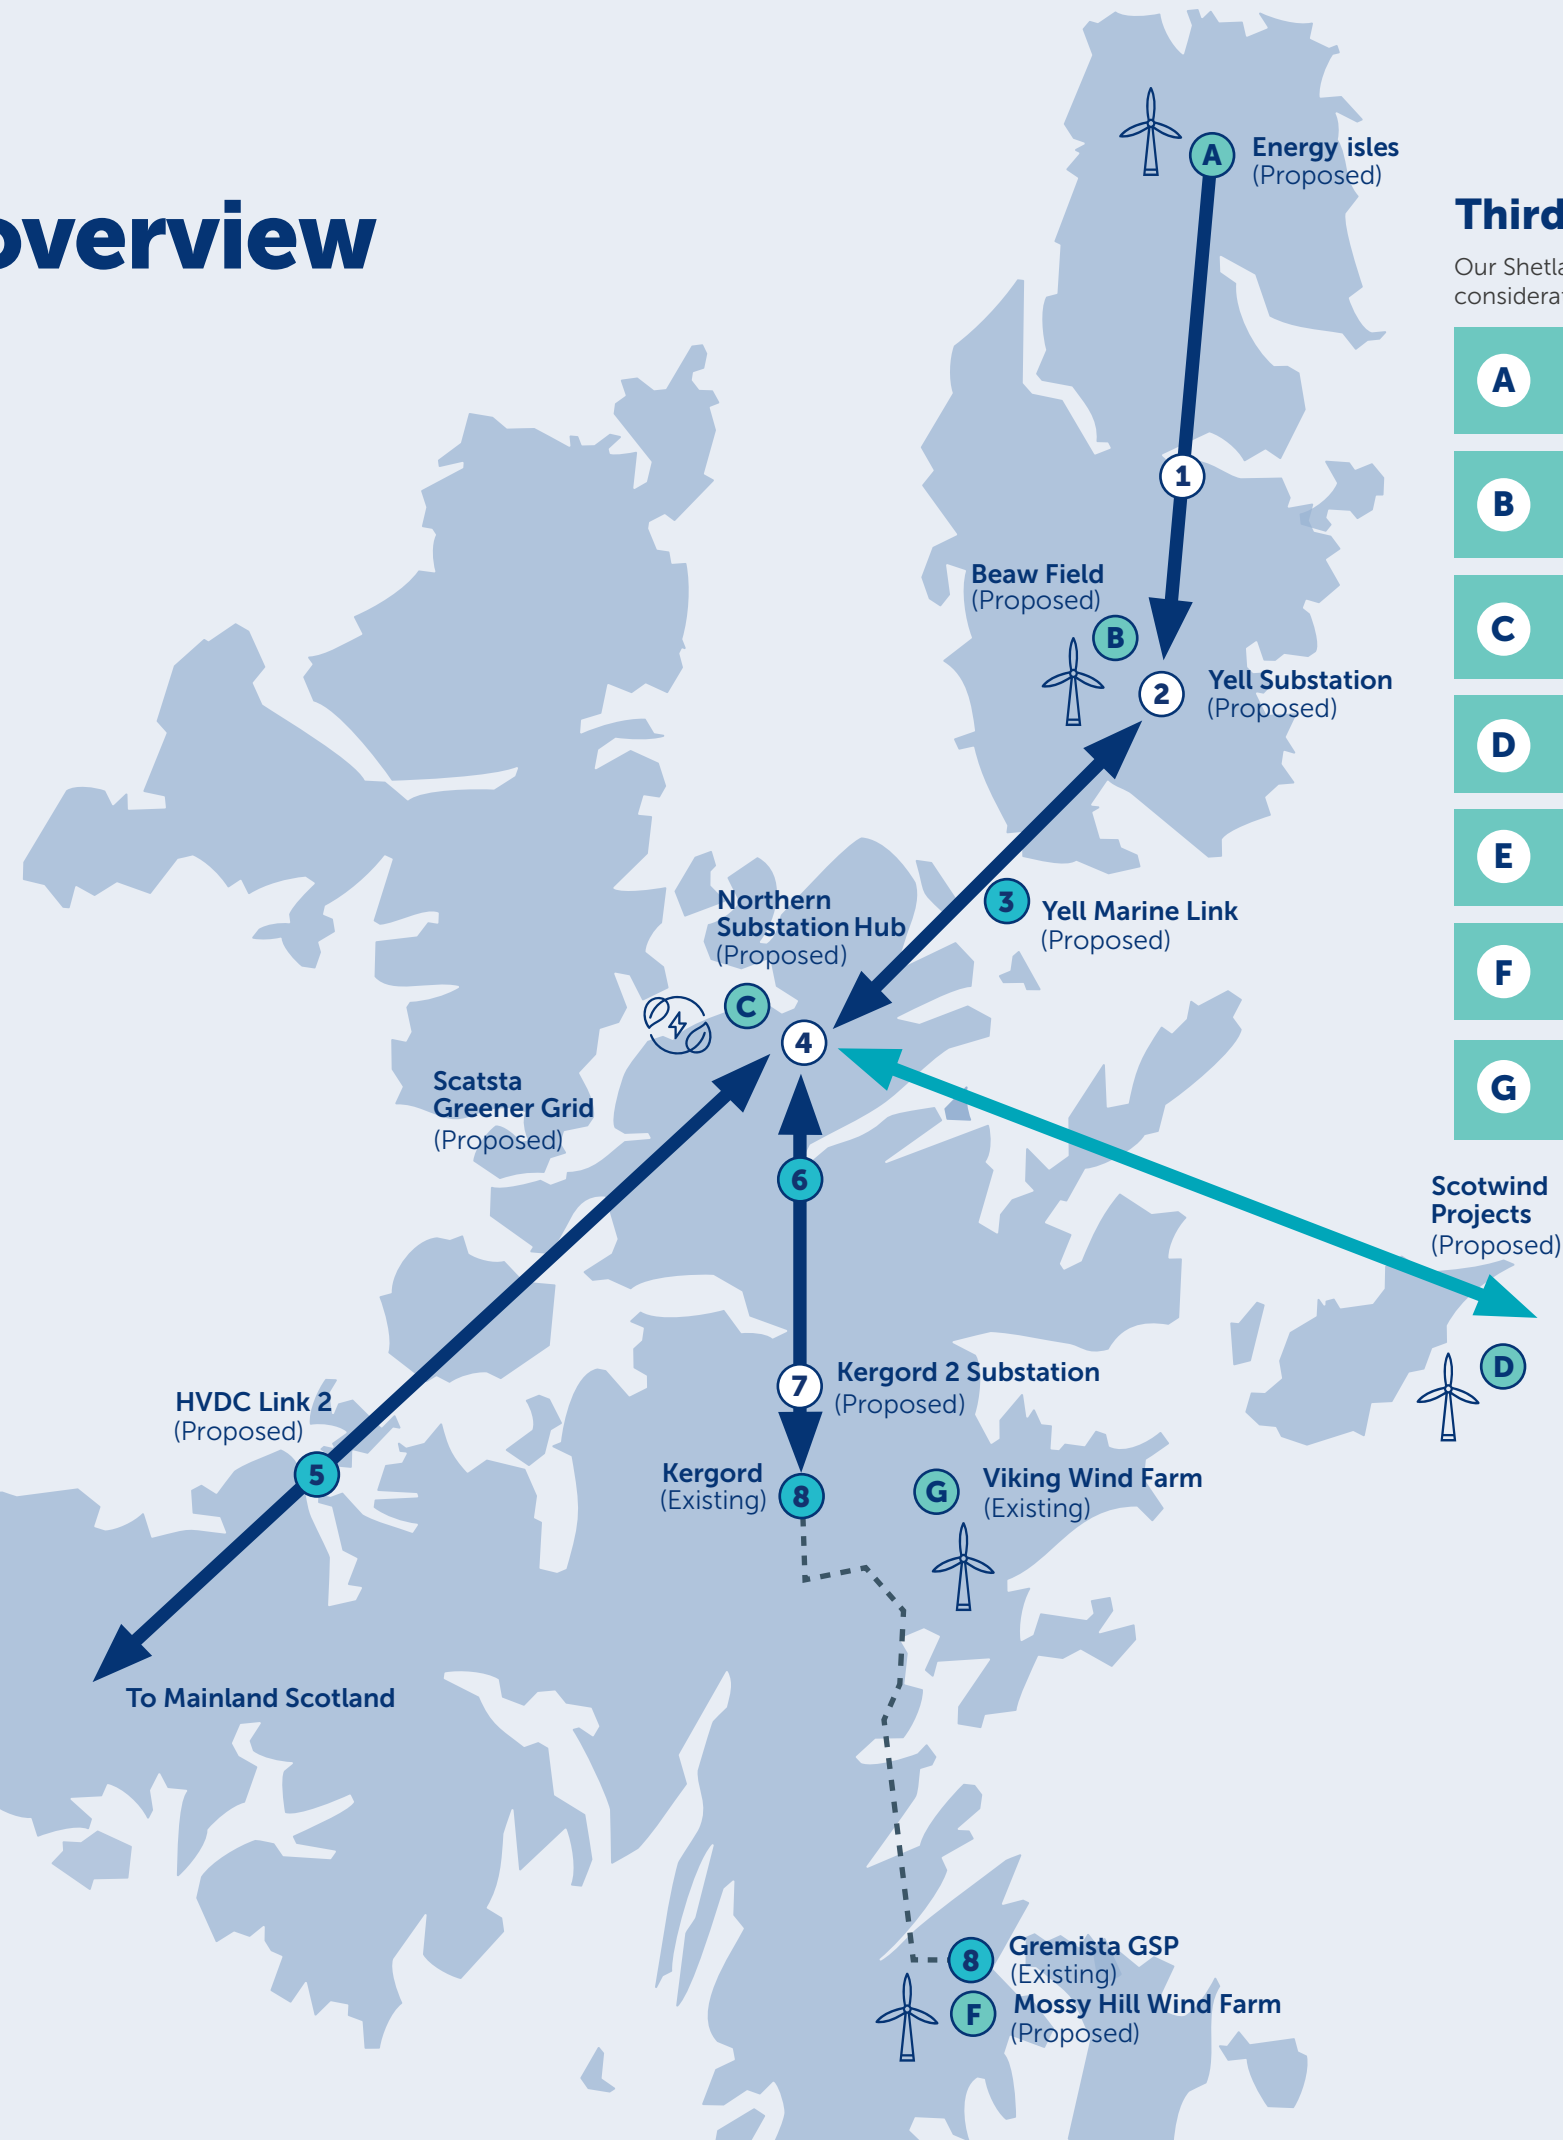 overview
A
Energy isles
(Proposed)
Third
Our Shetla
considerat
A
B
C
D
E
F
G
1
Beaw Field
(Proposed)
B
2
Yell Substation
(Proposed)
3
Yell Marine Link
(Proposed)
Northern
Substation Hub
(Proposed)
C
4
Scatsta
Greener Grid
(Proposed)
6
Scotwind
Projects
(Proposed)
D
7
Kergord 2 Substation
(Proposed)
HVDC Link 2
(Proposed)
5
Kergord
(Existing)
8
G
Viking Wind Farm
(Existing)
To Mainland Scotland
8
Gremista GSP
(Existing)
F
Mossy Hill Wind Farm
(Proposed)